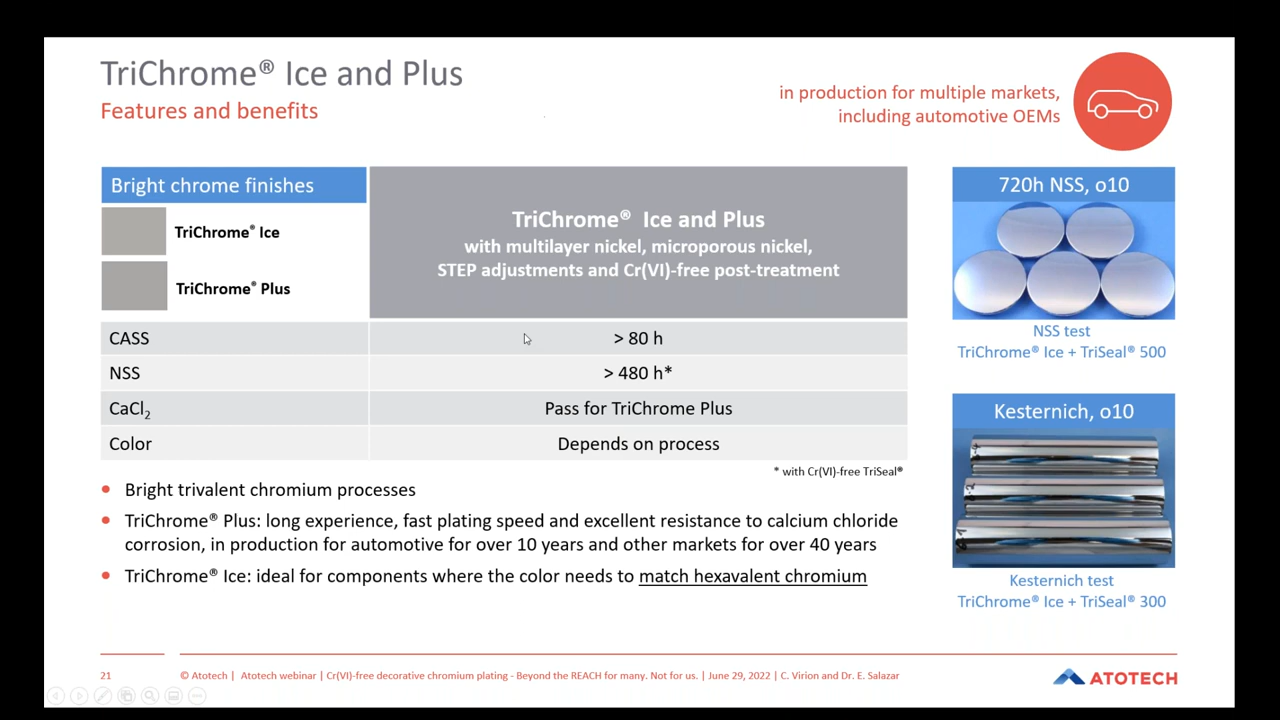 TriChrome® Ice and Plus
Features and benefits
in production for multiple markets,
including automotive OEMs
Bright chrome finishes
TriChrome® Ice
TriChrome® Plus
TriChrome® Ice and Plus
with multilayer nickel, microporous nickel,
STEP adjustments and Cr(VI)-free post-treatment
CASS
> 80 h
NSS
> 480 h*
CaCl₂
Pass for TriChrome Plus
Color
Depends on process
* with Cr(VI)-free TriSeal®
• Bright trivalent chromium processes
• TriChrome® Plus: long experience, fast plating speed and excellent resistance to calcium chloride
corrosion, in production for automotive for over 10 years and other markets for over 40 years
• TriChrome® Ice: ideal for components where the color needs to match hexavalent chromium
720h NSS, o10
NSS test
TriChrome® Ice + TriSeal® 500
Kesternich, o10
Kesternich test
TriChrome® Ice + TriSeal® 300
21
© Atotech | Atotech webinar | Cr(VI)-free decorative chromium plating - Beyond the REACH for many. Not for us. | June 29, 2022 | C. Virion and Dr. E. Salazar
ATOTECH